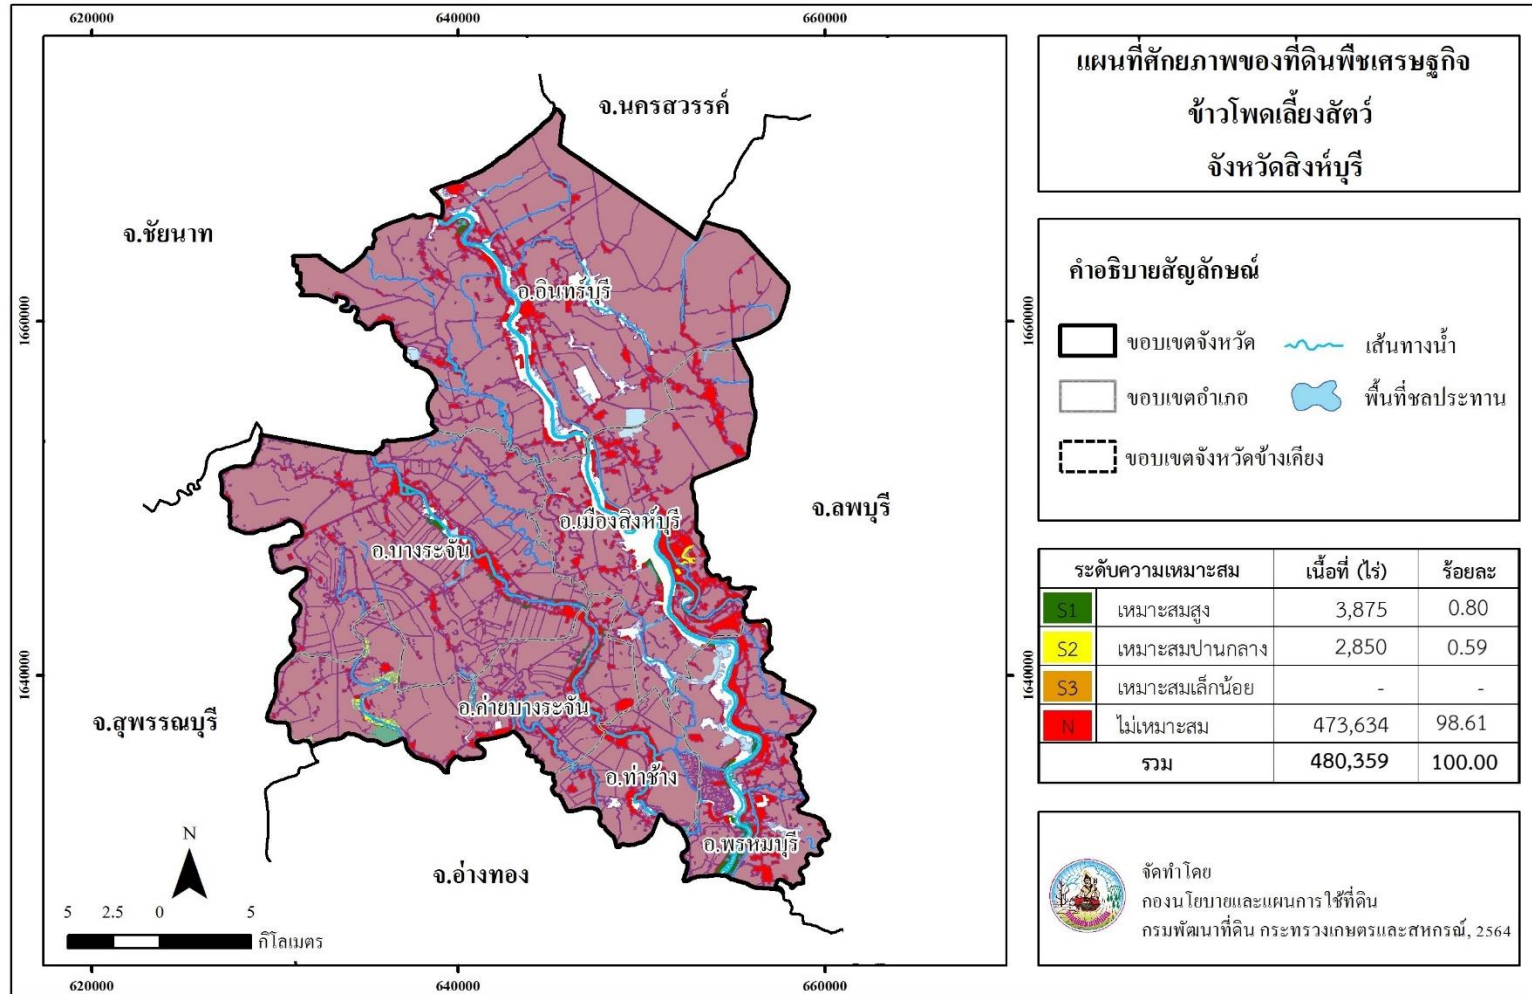 620000
640000
660000
แผนที่ศักยภาพของที่ดินพืชเศรษฐกิจ
ข้าวโพดเลี้ยงสัตว์
จังหวัดสิงห์บุรี
จ.นครสวรรค์
จ.ชัยนาท
อ.อินทร์บุรี
1660000
1660000
อ.เมืองสิงห์บุรี
จ.ลพบุรี
อ.บางระจัน
1640000
1640000
อ.ค่ายบางระจัน
จ.สุพรรณบุรี
อ.ท่าช้าง
อ.พรหมบุรี
จ.อ่างทอง
N
5 2.5 0 5
กิโลเมตร
620000
640000
660000
คำอธิบายสัญลักษณ์
ขอบเขตจังหวัด เส้นทางน้ำ
ขอบเขตอำเภอ พื้นที่ชลประทาน
ขอบเขตจังหวัดข้างเคียง
ระดับความเหมาะสม เนื้อที่ (ไร่) ร้อยละ
S1 เหมาะสมสูง 3,875 0.80
S2 เหมาะสมปานกลาง 2,850 0.59
S3 เหมาะสมเล็กน้อย - -
N ไม่เหมาะสม 473,634 98.61
รวม 480,359 100.00
จัดทำโดย
กองนโยบายและแผนการใช้ที่ดิน
กรมพัฒนาที่ดิน กระทรวงเกษตรและสหกรณ์, 2564